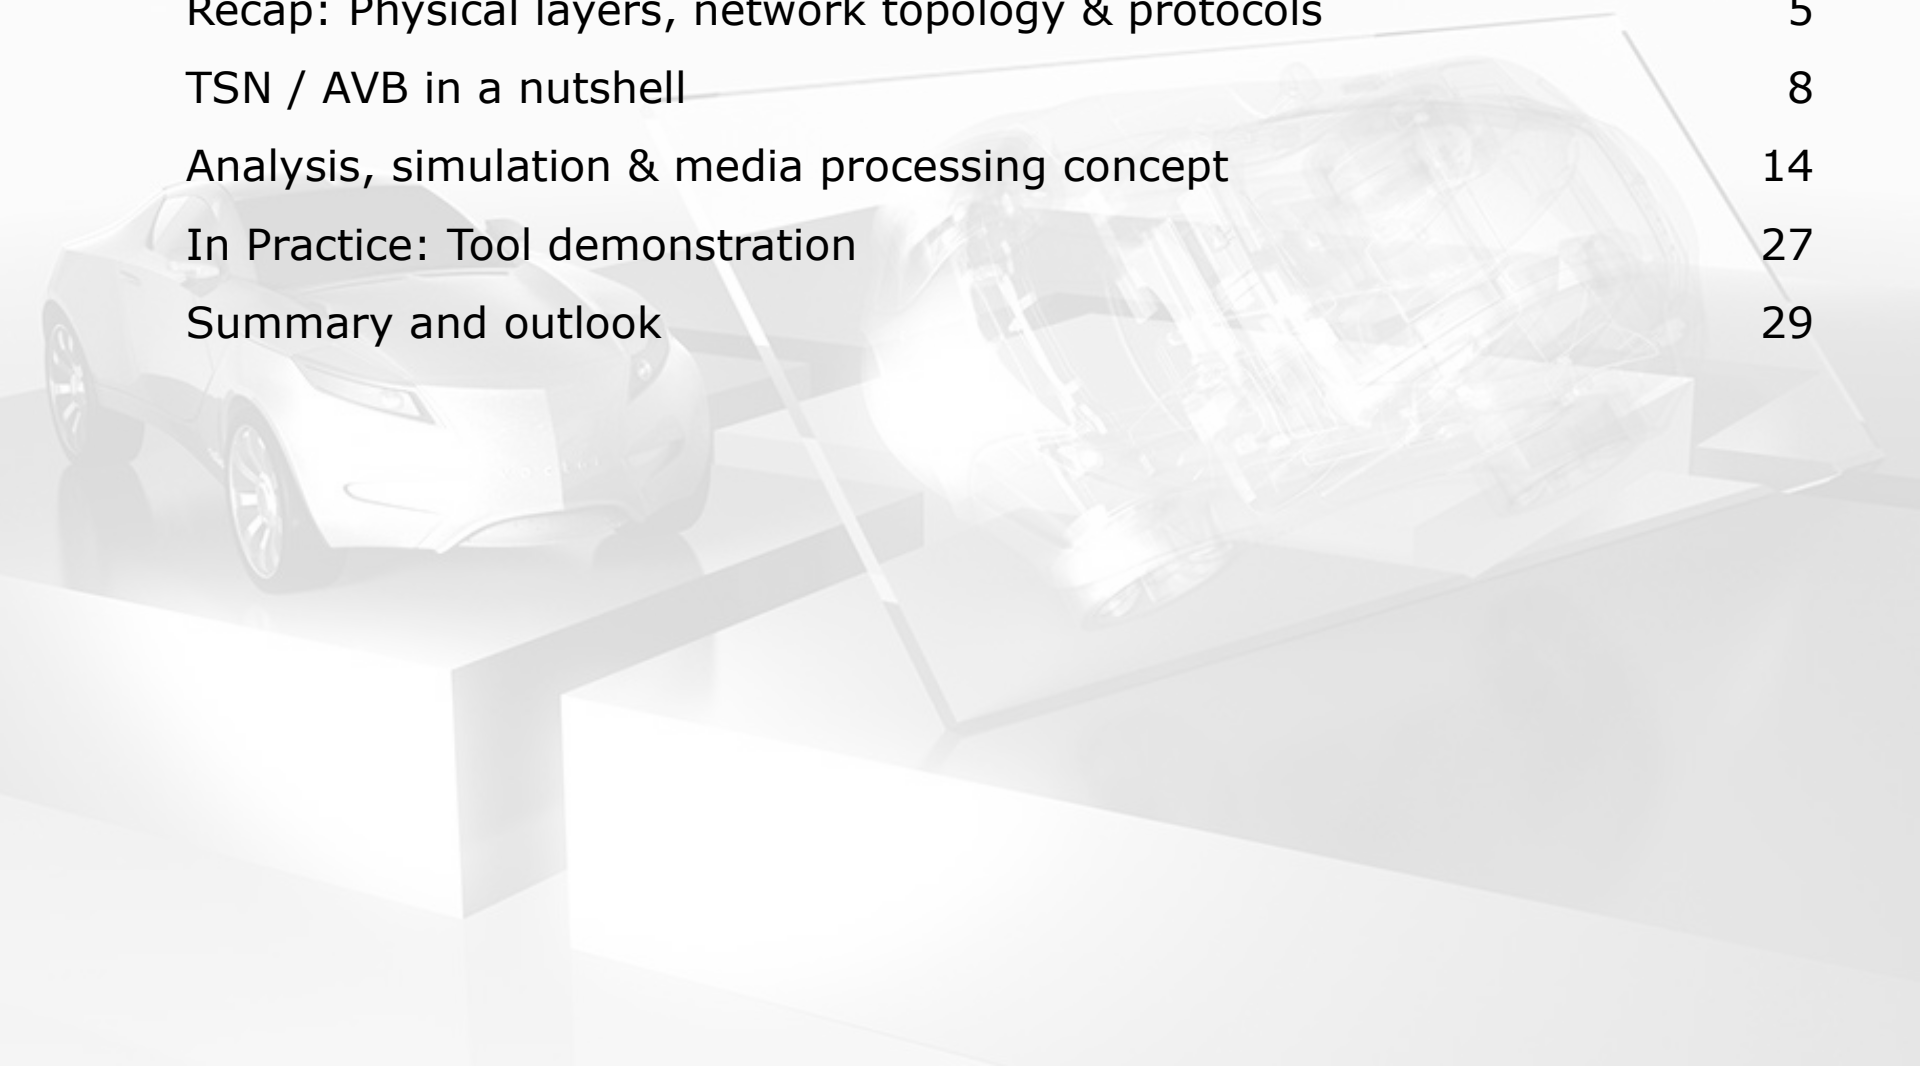 Recap: Physical layers, network topology & protocols 5
TSN / AVB in a nutshell 8
Analysis, simulation & media processing concept 14
In Practice: Tool demonstration 27
Summary and outlook 29